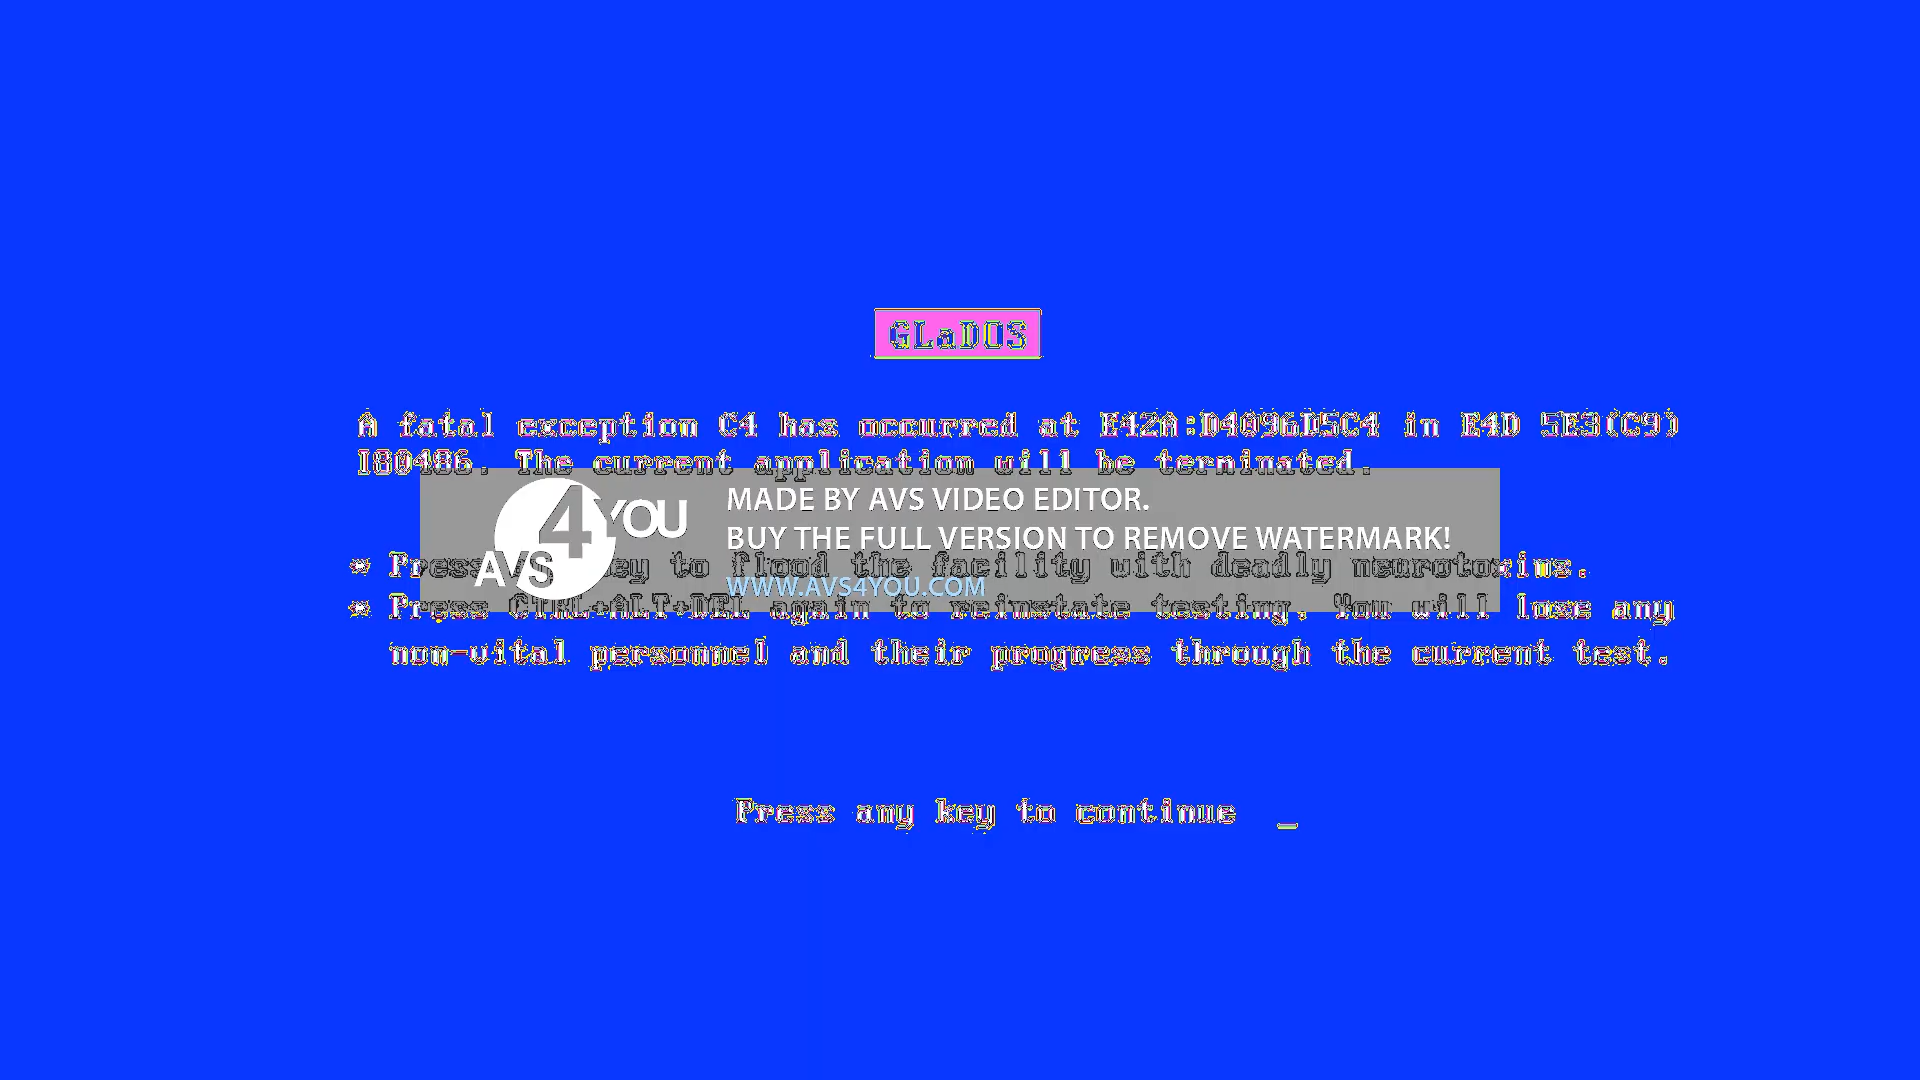 GLaDOS
A fatal exception C4 has occurred at E42A:D4096D5C4 in E4D 5E3(C9)
I80486. The current application will be terminated.
AVS4YOU
MADE BY AVS VIDEO EDITOR.
BUY THE FULL VERSION TO REMOVE WATERMARK!
WWW.AVS4YOU.COM
* Press key to flood the facility with deadly neurotoxins.
* Press CTRL+ALT+DEL again to reinstate testing. You will lose any
non-vital personnel and their progress through the current test.
Press any key to continue _